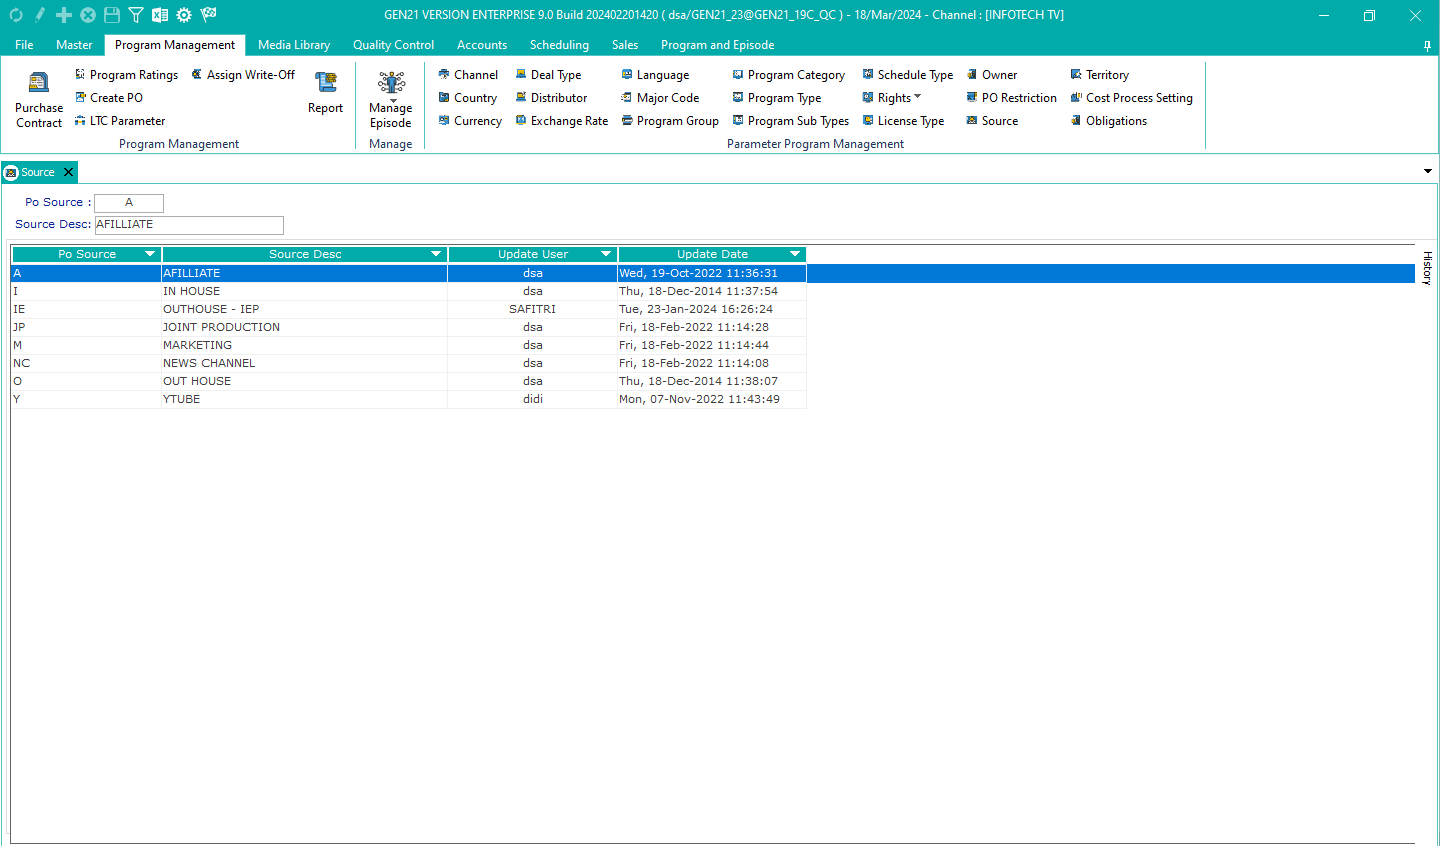 GEN21 VERSION ENTERPRISE 9.0 Build 202402201420 ( dsa/GEN21_23@GEN21_19C_QC ) - 18/Mar/2024 - Channel : [INFOTECH TV]
File Master Program Management Media Library Quality Control Accounts Scheduling Sales Program and Episode
Purchase Contract
Program Ratings
Create PO
LTC Parameter
Assign Write-Off
Report
Program Management
Manage Episode
Manage
Channel Deal Type Language Program Category Schedule Type Owner Territory
Country Distributor Major Code Program Type Rights PO Restriction Cost Process Setting
Currency Exchange Rate Program Group Program Sub Types License Type Source Obligations
Parameter Program Management
Source
Po Source : A
Source Desc: AFILLIATE
Po Source Source Desc Update User Update Date
A AFILLIATE dsa Wed, 19-Oct-2022 11:36:31
I IN HOUSE dsa Thu, 18-Dec-2014 11:37:54
IE OUTHOUSE - IEP SAFITRI Tue, 23-Jan-2024 16:26:24
JP JOINT PRODUCTION dsa Fri, 18-Feb-2022 11:14:28
M MARKETING dsa Fri, 18-Feb-2022 11:14:44
NC NEWS CHANNEL dsa Fri, 18-Feb-2022 11:14:08
O OUT HOUSE dsa Thu, 18-Dec-2014 11:38:07
Y YTUBE didi Mon, 07-Nov-2022 11:43:49
History